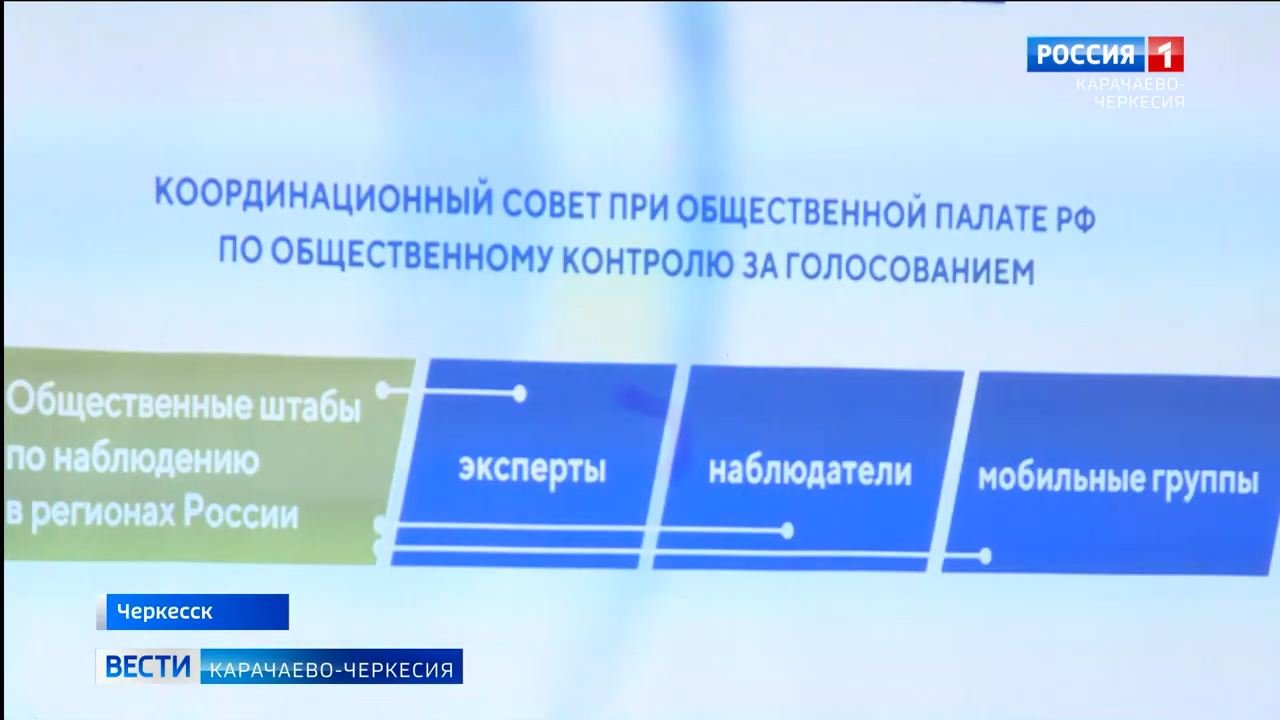 РОССИЯ 1
КАРАЧАЕВО-
ЧЕРКЕСИЯ
КООРДИНАЦИОННЫЙ СОВЕТ ПРИ ОБЩЕСТВЕННОЙ ПАЛАТЕ РФ
ПО ОБЩЕСТВЕННОМУ КОНТРОЛЮ ЗА ГОЛОСОВАНИЕМ
Общественные штабы
по наблюдению
в регионах России
эксперты
наблюдатели
мобильные группы
Черкесск
ВЕСТИ КАРАЧАЕВО-ЧЕРКЕСИЯ